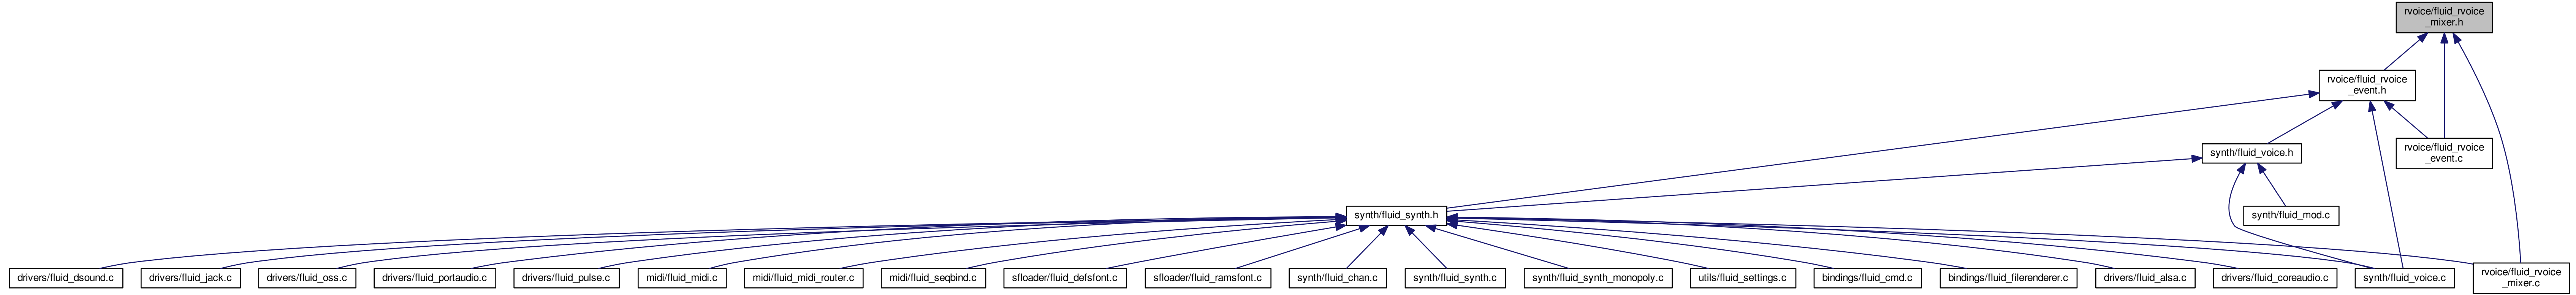 rvoice/fluid_rvoice
_mixer.h
rvoice/fluid_rvoice
_event.h
synth/fluid_voice.h
rvoice/fluid_rvoice
_event.c
synth/fluid_synth.h
synth/fluid_mod.c
drivers/fluid_dsound.c
drivers/fluid_jack.c
drivers/fluid_oss.c
drivers/fluid_portaudio.c
drivers/fluid_pulse.c
midi/fluid_midi.c
midi/fluid_midi_router.c
midi/fluid_seqbind.c
sfloader/fluid_defsfont.c
sfloader/fluid_ramsfont.c
synth/fluid_chan.c
synth/fluid_synth.c
synth/fluid_synth_monopoly.c
utils/fluid_settings.c
bindings/fluid_cmd.c
bindings/fluid_filerenderer.c
drivers/fluid_alsa.c
drivers/fluid_coreaudio.c
synth/fluid_voice.c
rvoice/fluid_rvoice
_mixer.c